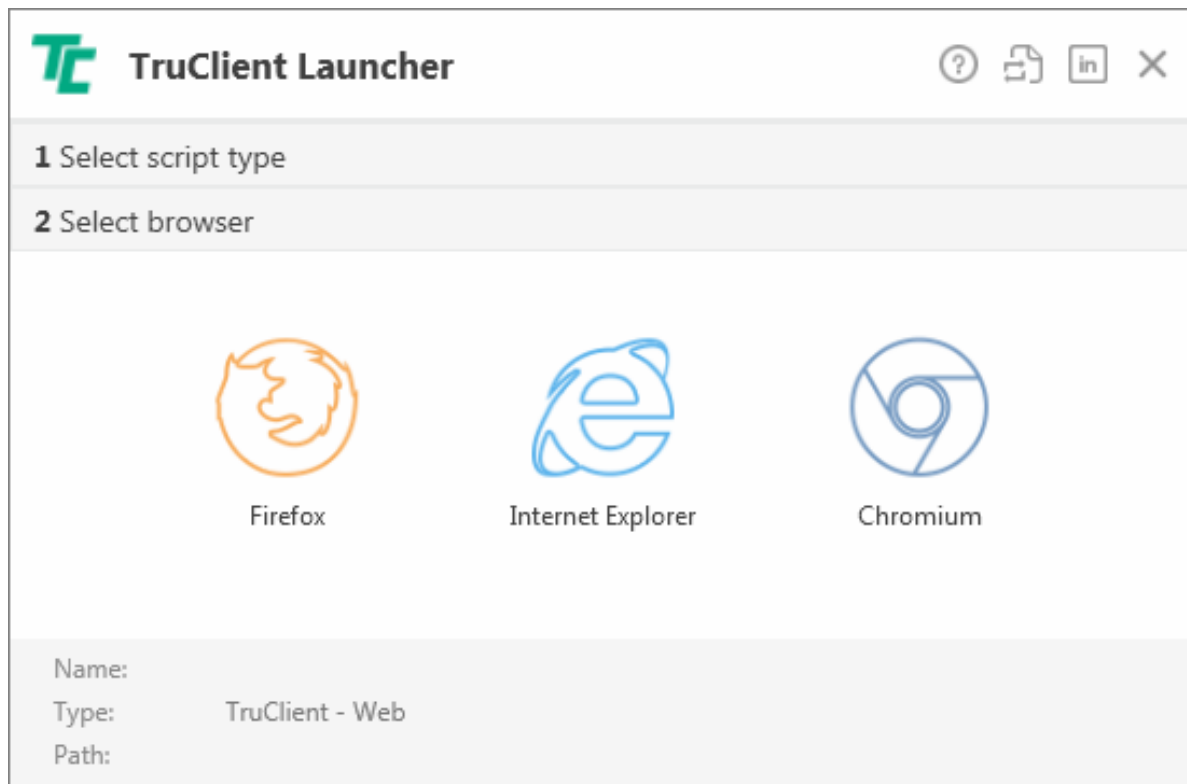 TC TruClient Launcher ? in
1 Select script type
2 Select browser
Firefox Internet Explorer Chromium
Name:
Type: TruClient - Web
Path: